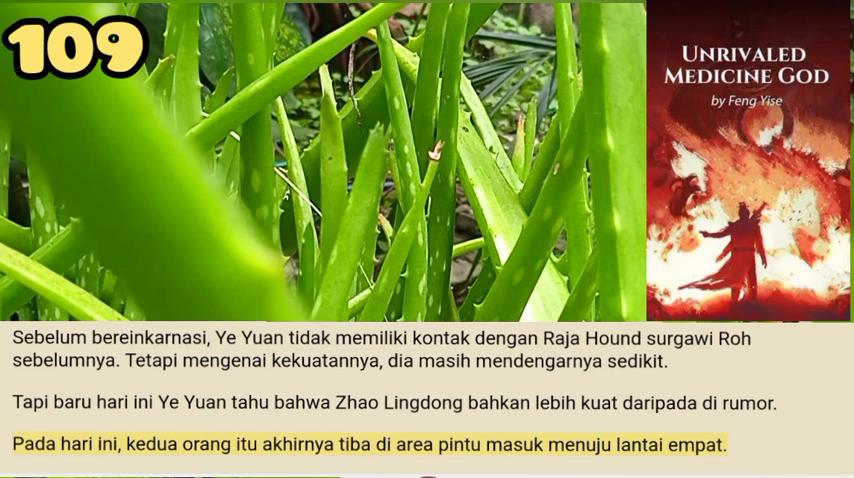 109
UNRIVALED
MEDICINE GOD
by Feng Yise
Sebelum bereinkarnasi, Ye Yuan tidak memiliki kontak dengan Raja Hound surgawi Roh
sebelumnya. Tetapi mengenai kekuatannya, dia masih mendengarnya sedikit.
Tapi baru hari ini Ye Yuan tahu bahwa Zhao Lingdong bahkan lebih kuat daripada di rumor.
Pada hari ini, kedua orang itu akhirnya tiba di area pintu masuk menuju lantai empat.